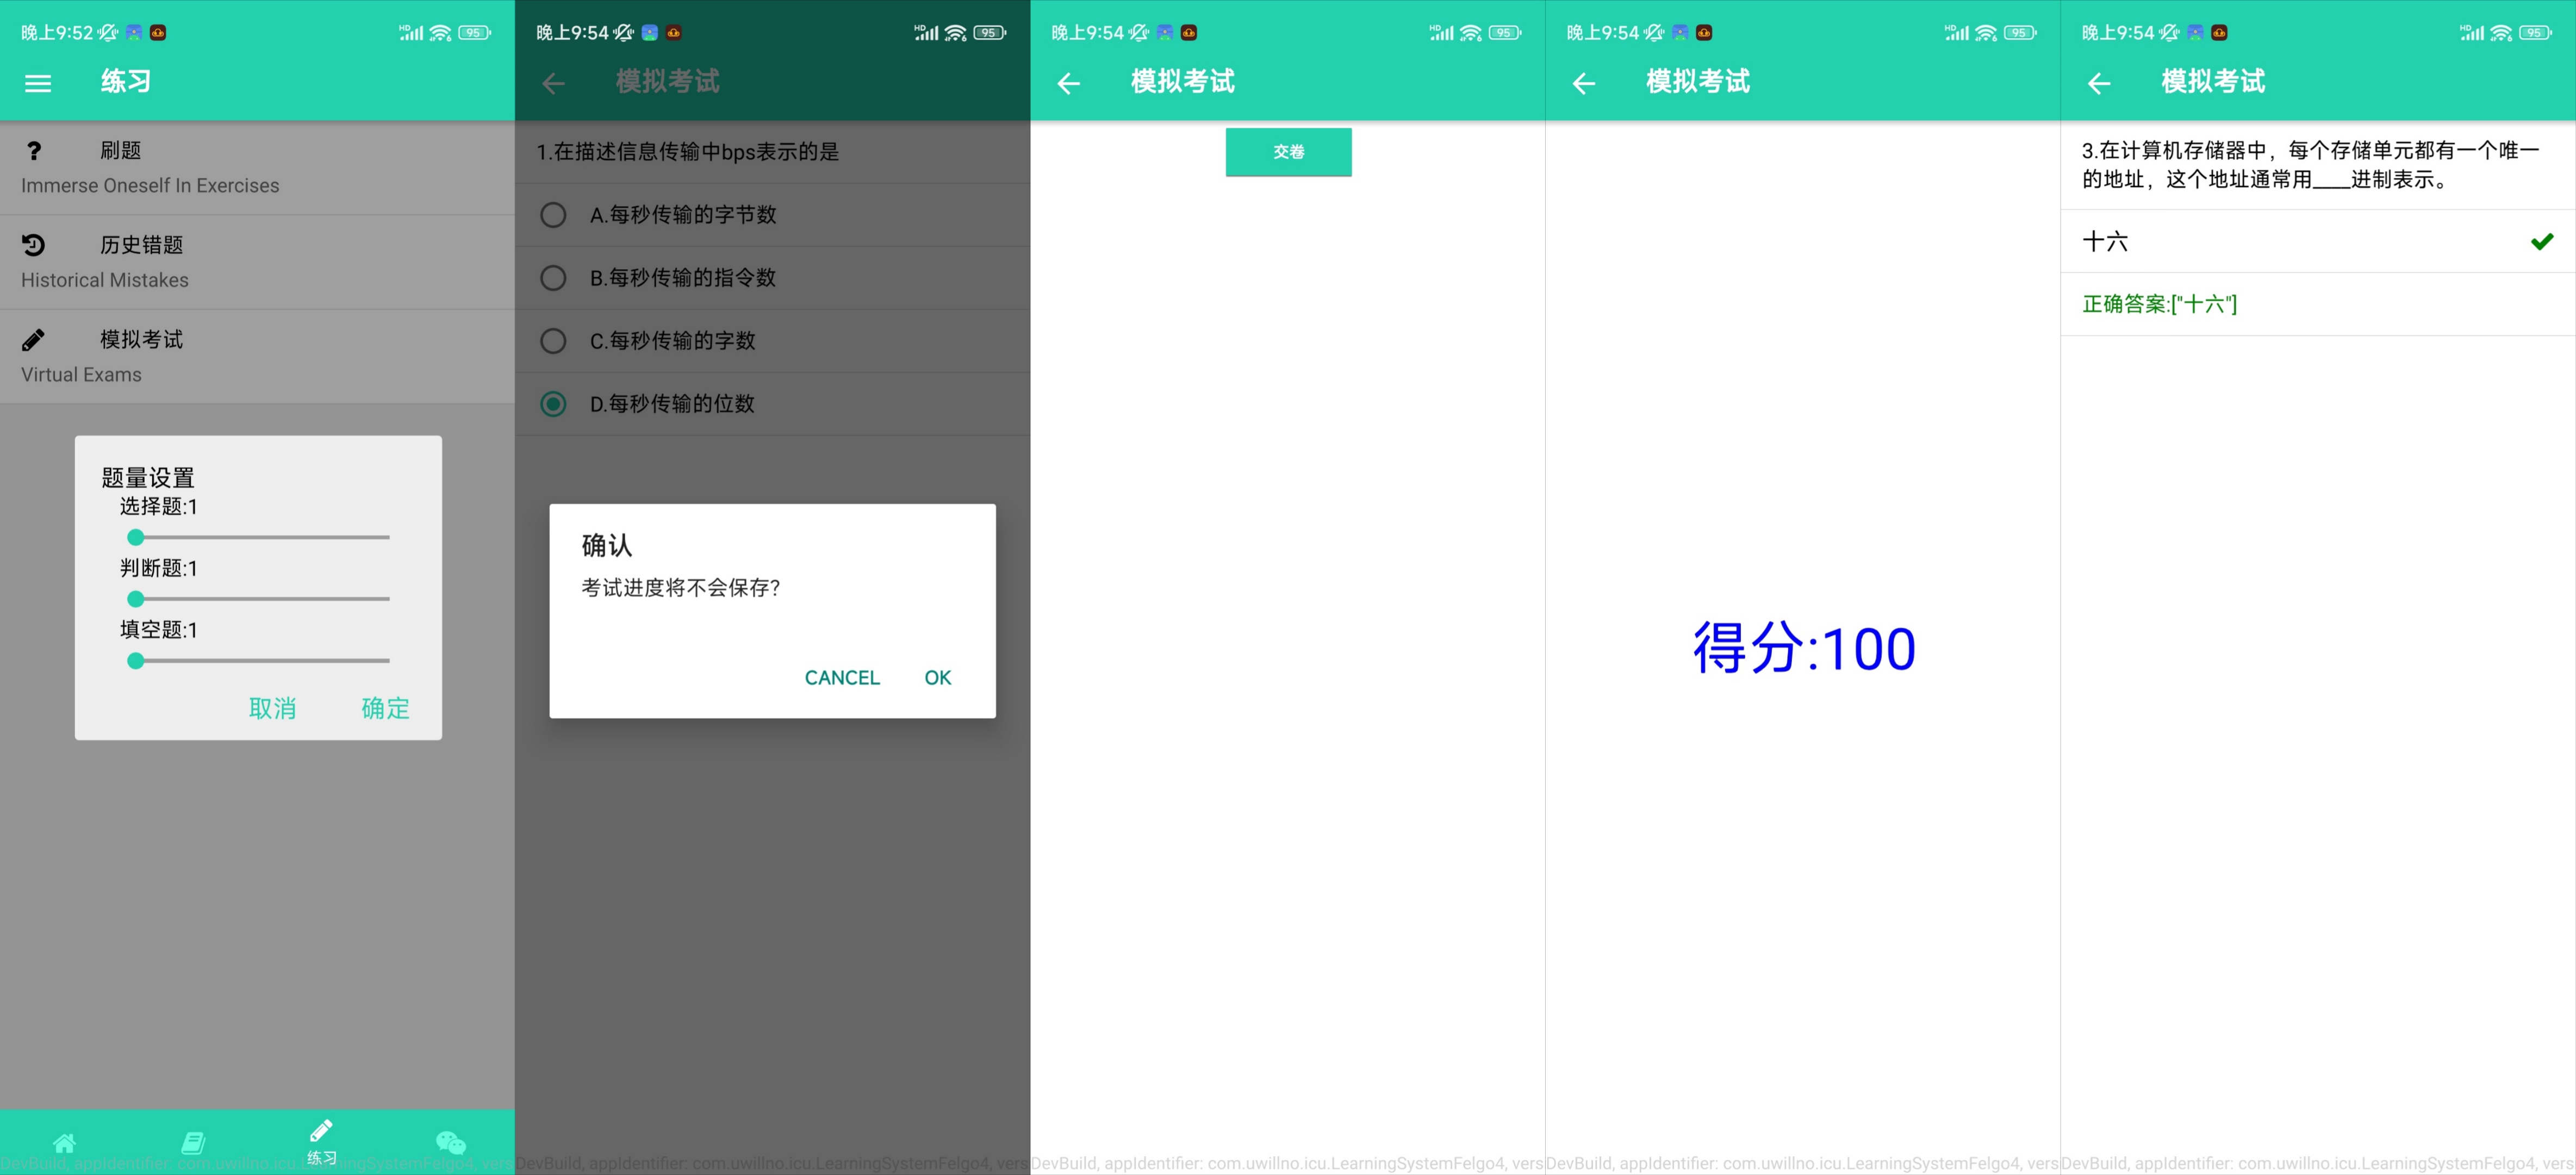 晚上9:52
HD
95
练习
刷题
Immerse Oneself In Exercises
历史错题
Historical Mistakes
模拟考试
Virtual Exams
题量设置
选择题:1
判断题:1
填空题:1
取消
确定
练习
晚上9:54
HD
95
模拟考试
1.在描述信息传输中bps表示的是
A.每秒传输的字节数
B.每秒传输的指令数
C.每秒传输的字数
D.每秒传输的位数
确认
考试进度将不会保存?
CANCEL
OK
DevBuild, appIdentifier: com.uwillno.icu.LearningSystemFelgo4, vers
晚上9:54
HD
95
模拟考试
交卷
DevBuild, appIdentifier: com.uwillno.icu.LearningSystemFelgo4, vers
晚上9:54
HD
95
模拟考试
得分:100
DevBuild, appIdentifier: com.uwillno.icu.LearningSystemFelgo4, vers
晚上9:54
HD
95
模拟考试
3.在计算机存储器中，每个存储单元都有一个唯一
的地址，这个地址通常用____进制表示。
十六
正确答案:["十六"]
DevBuild, appIdentifier: com.uwillno.icu.LearningSystemFelgo4, ver